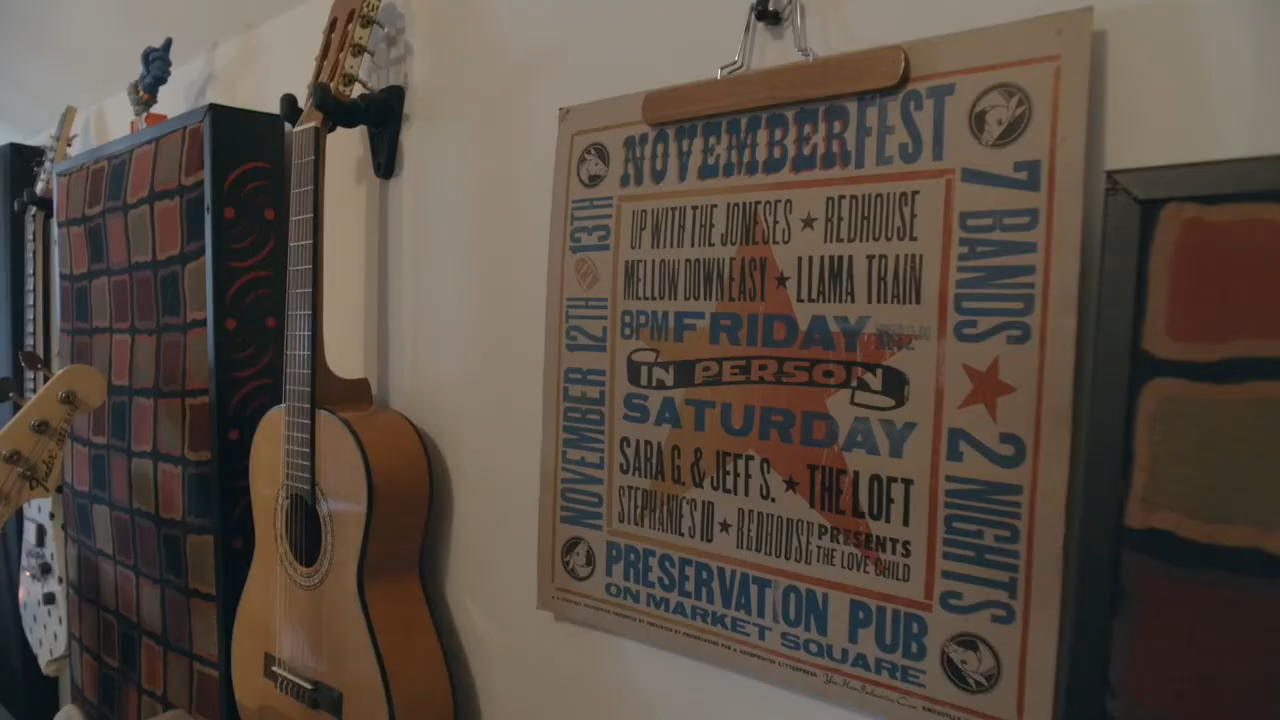 NOVEMBERFEST
NOVEMBER 12TH 13TH
7 BANDS ★ 2 NIGHTS
UP WITH THE JONESES ★ REDHOUSE
MELLOW DOWN EASY ★ LLAMA TRAIN
8PM FRIDAY
IN PERSON
SATURDAY
SARA G. & JEFF S. ★ THE LOFT
STEPHANIE'S ID ★ REDHOUSE PRESENTS
THE LOVE CHILD
PRESERVATION PUB
ON MARKET SQUARE
Fender